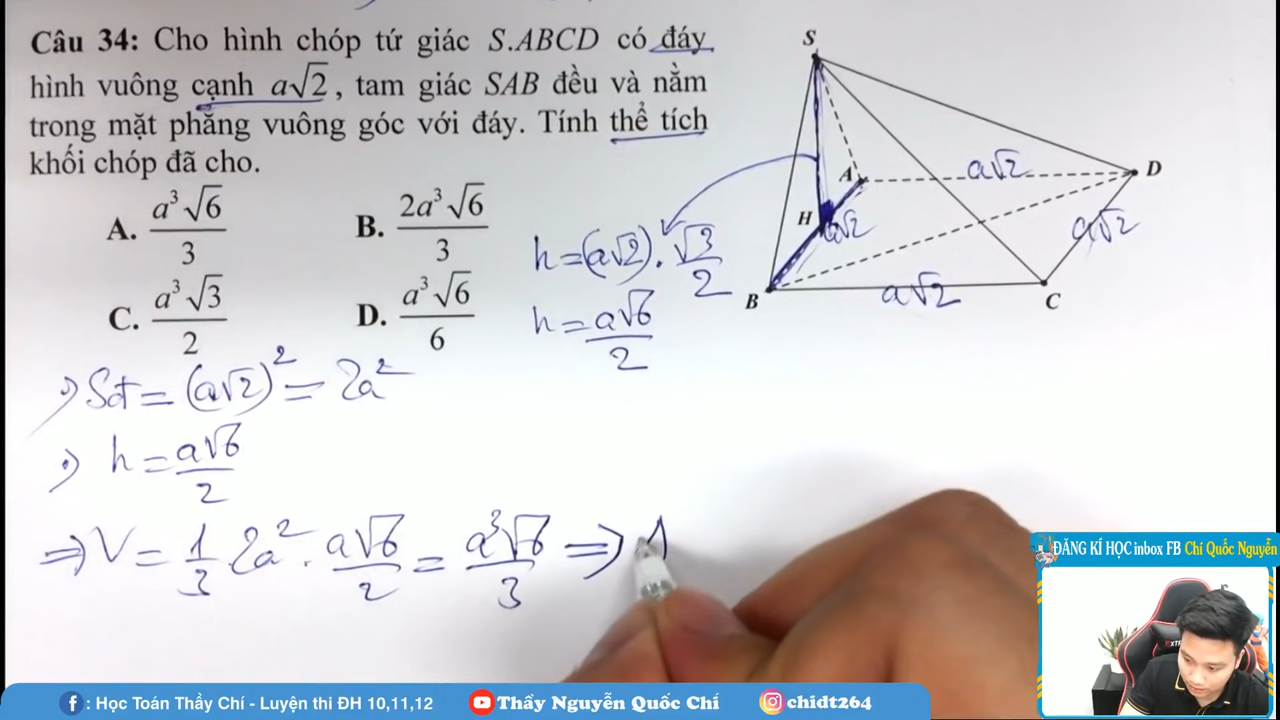 Câu 34: Cho hình chóp tứ giác S.ABCD có đáy
hình vuông cạnh a√2, tam giác SAB đều và nằm
trong mặt phẳng vuông góc với đáy. Tính thể tích
khối chóp đã cho.
A. a³√6/3
B. 2a³√6/3
C. a³√3/2
D. a³√6/6
S
A
D
H
B
C
a√2
a√2
a√2
a√2
h = (a√2) . √3/2
h = a√6/2
Sđ = (a√2)² = 2a²
h = a√6/2
⇒ V = 1/3 2a² . a√6/2 = a³√6/3 ⇒ A
ĐĂNG KÍ HỌC inbox FB Chí Quốc Nguyễn
: Học Toán Thầy Chí - Luyện thi ĐH 10,11,12
Thầy Nguyễn Quốc Chí
chidt264